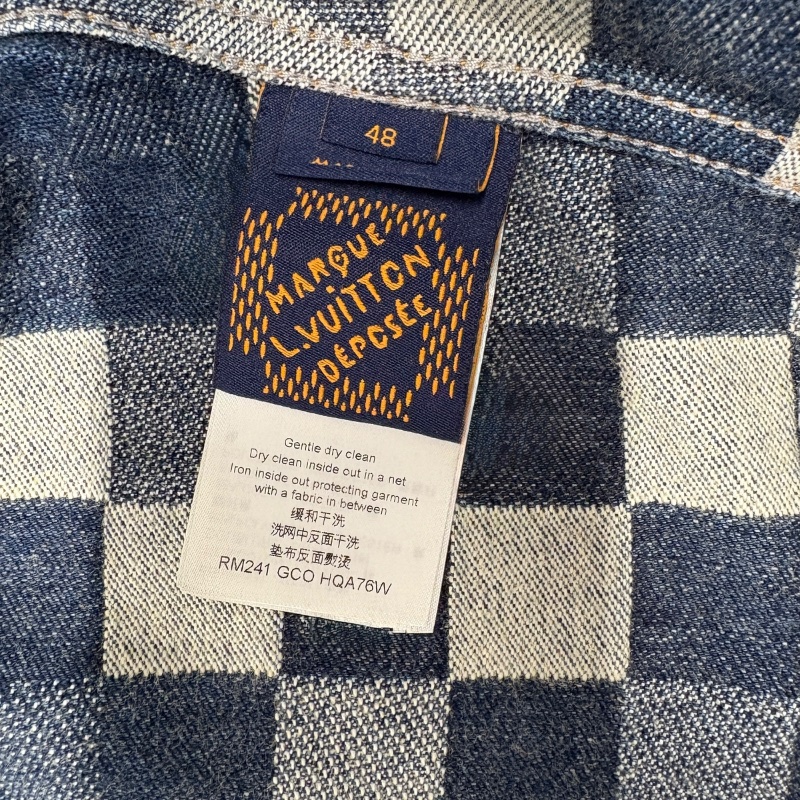 48
MARQUE
L.VUITTON
DÉPOSÉE
Gentle dry clean
Dry clean inside out in a net
Iron inside out protecting garment
with a fabric in between
缓和干洗
洗网中反面干洗
垫布反面熨烫
RM241 GCO HQA76W